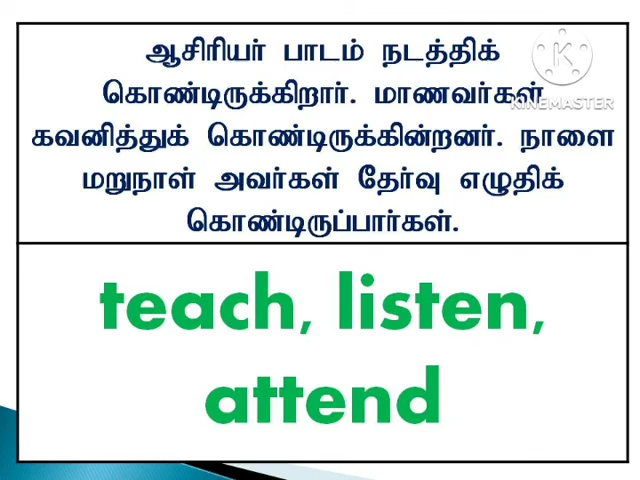 ஆசிரியர் பாடம் நடத்திக்
கொண்டிருக்கிறார். மாணவர்கள்
KINEMASTER
கவனித்துக் கொண்டிருக்கின்றனர். நாளை
மறுநாள் அவர்கள் தேர்வு எழுதிக்
கொண்டிருப்பார்கள்.
teach, listen,
attend